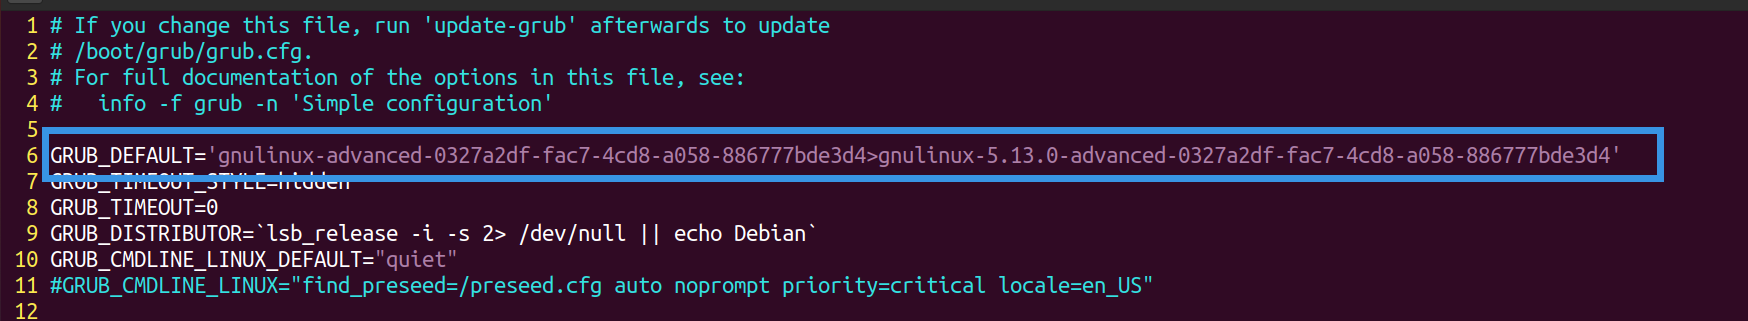 1 # If you change this file, run 'update-grub' afterwards to update
2 # /boot/grub/grub.cfg.
3 # For full documentation of the options in this file, see:
4 #   info -f grub -n 'Simple configuration'
5
6 GRUB_DEFAULT='gnulinux-advanced-0327a2df-fac7-4cd8-a058-886777bde3d4>gnulinux-5.13.0-advanced-0327a2df-fac7-4cd8-a058-886777bde3d4'
7 GRUB_TIMEOUT_STYLE=hidden
8 GRUB_TIMEOUT=0
9 GRUB_DISTRIBUTOR=`lsb_release -i -s 2> /dev/null || echo Debian`
10 GRUB_CMDLINE_LINUX_DEFAULT="quiet"
11 #GRUB_CMDLINE_LINUX="find_preseed=/preseed.cfg auto noprompt priority=critical locale=en_US"
12